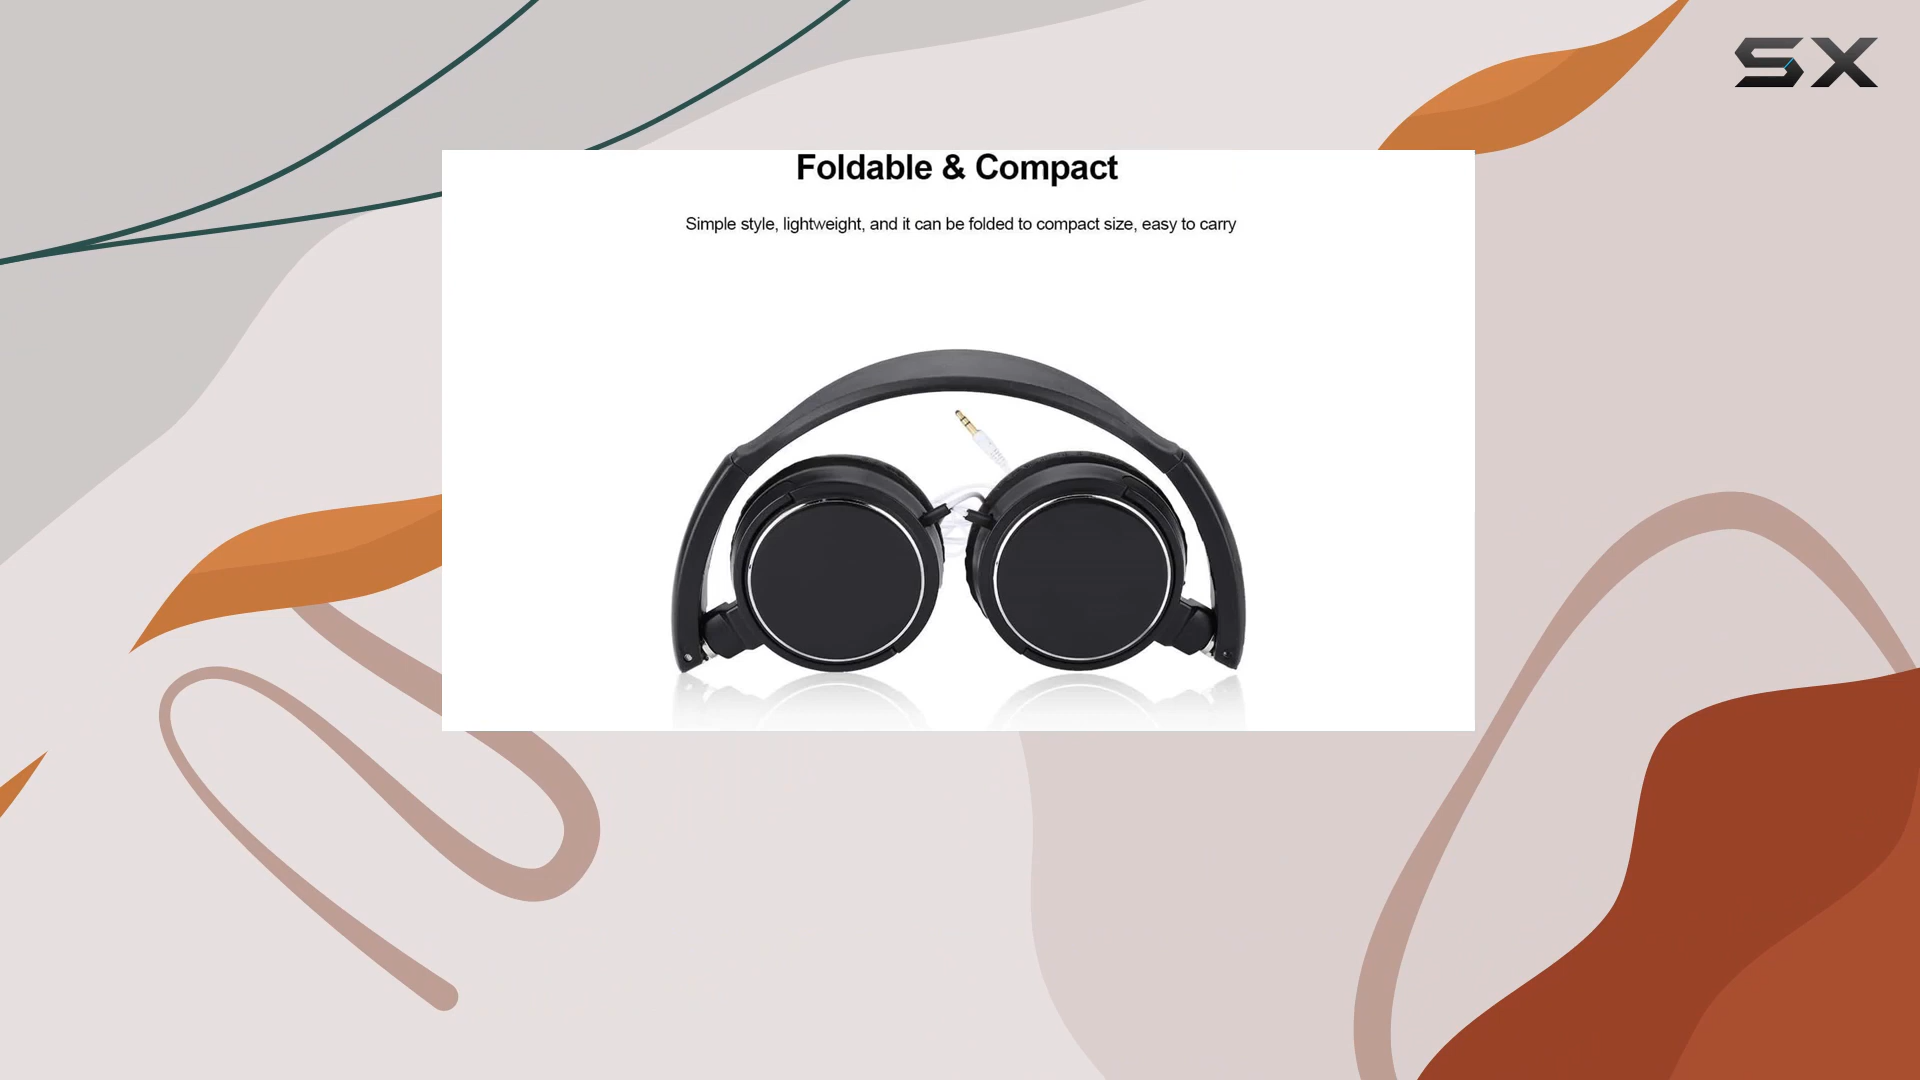 SX
Foldable & Compact
Simple style, lightweight, and it can be folded to compact size, easy to carry